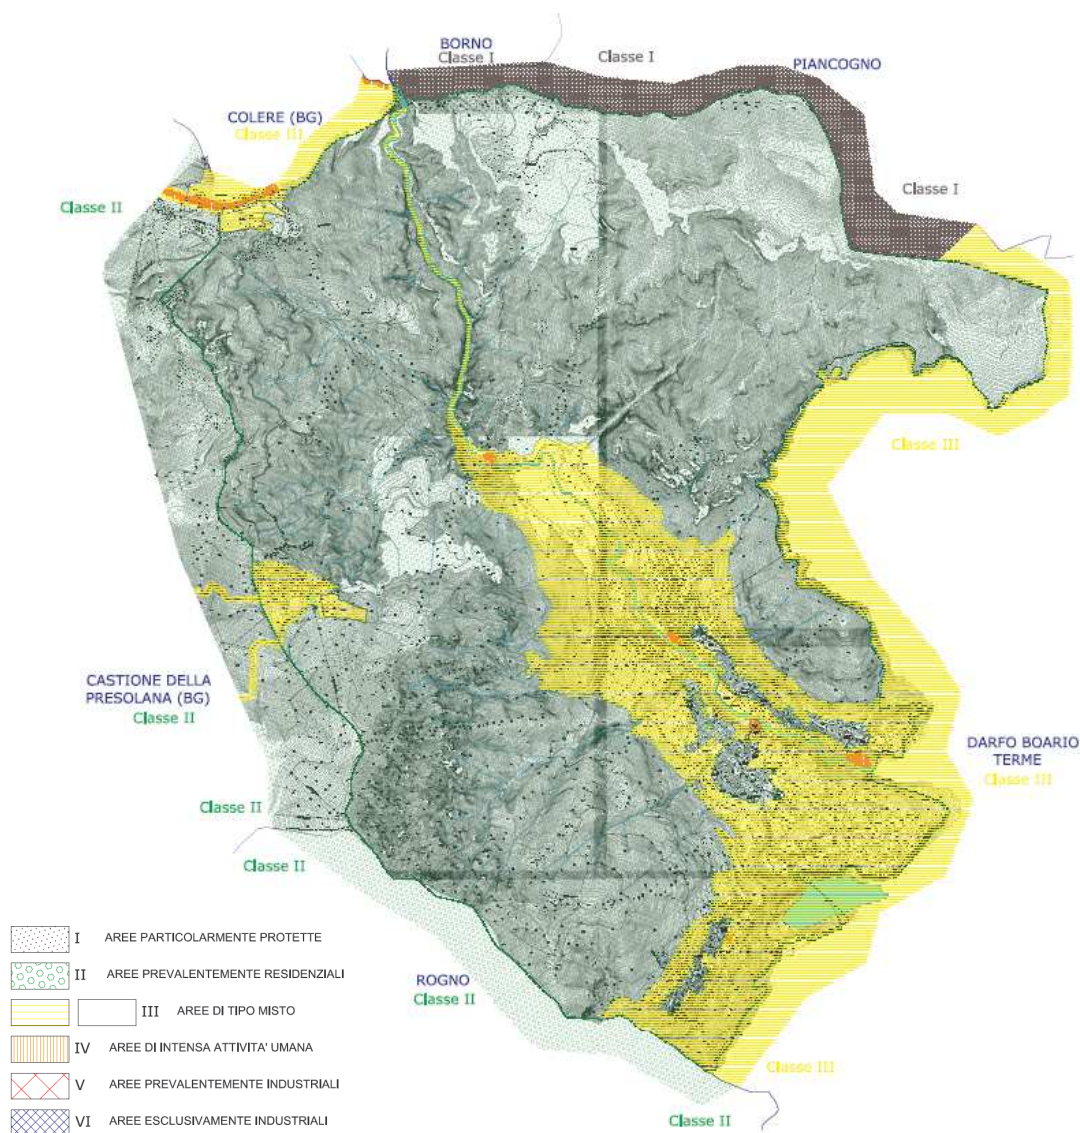 BORNO
Classe I
Classe I
PIANCOGNO
COLERE (BG)
Classe III
Classe II
Classe I
Classe III
CASTIONE DELLA
PRESOLANA (BG)
Classe II
DARFO BOARIO
TERME
Classe III
Classe II
Classe II
ROGNO
Classe II
Classe III
Classe II
I AREE PARTICOLARMENTE PROTETTE
II AREE PREVALENTEMENTE RESIDENZIALI
III AREE DI TIPO MISTO
IV AREE DI INTENSA ATTIVITA' UMANA
V AREE PREVALENTEMENTE INDUSTRIALI
VI AREE ESCLUSIVAMENTE INDUSTRIALI